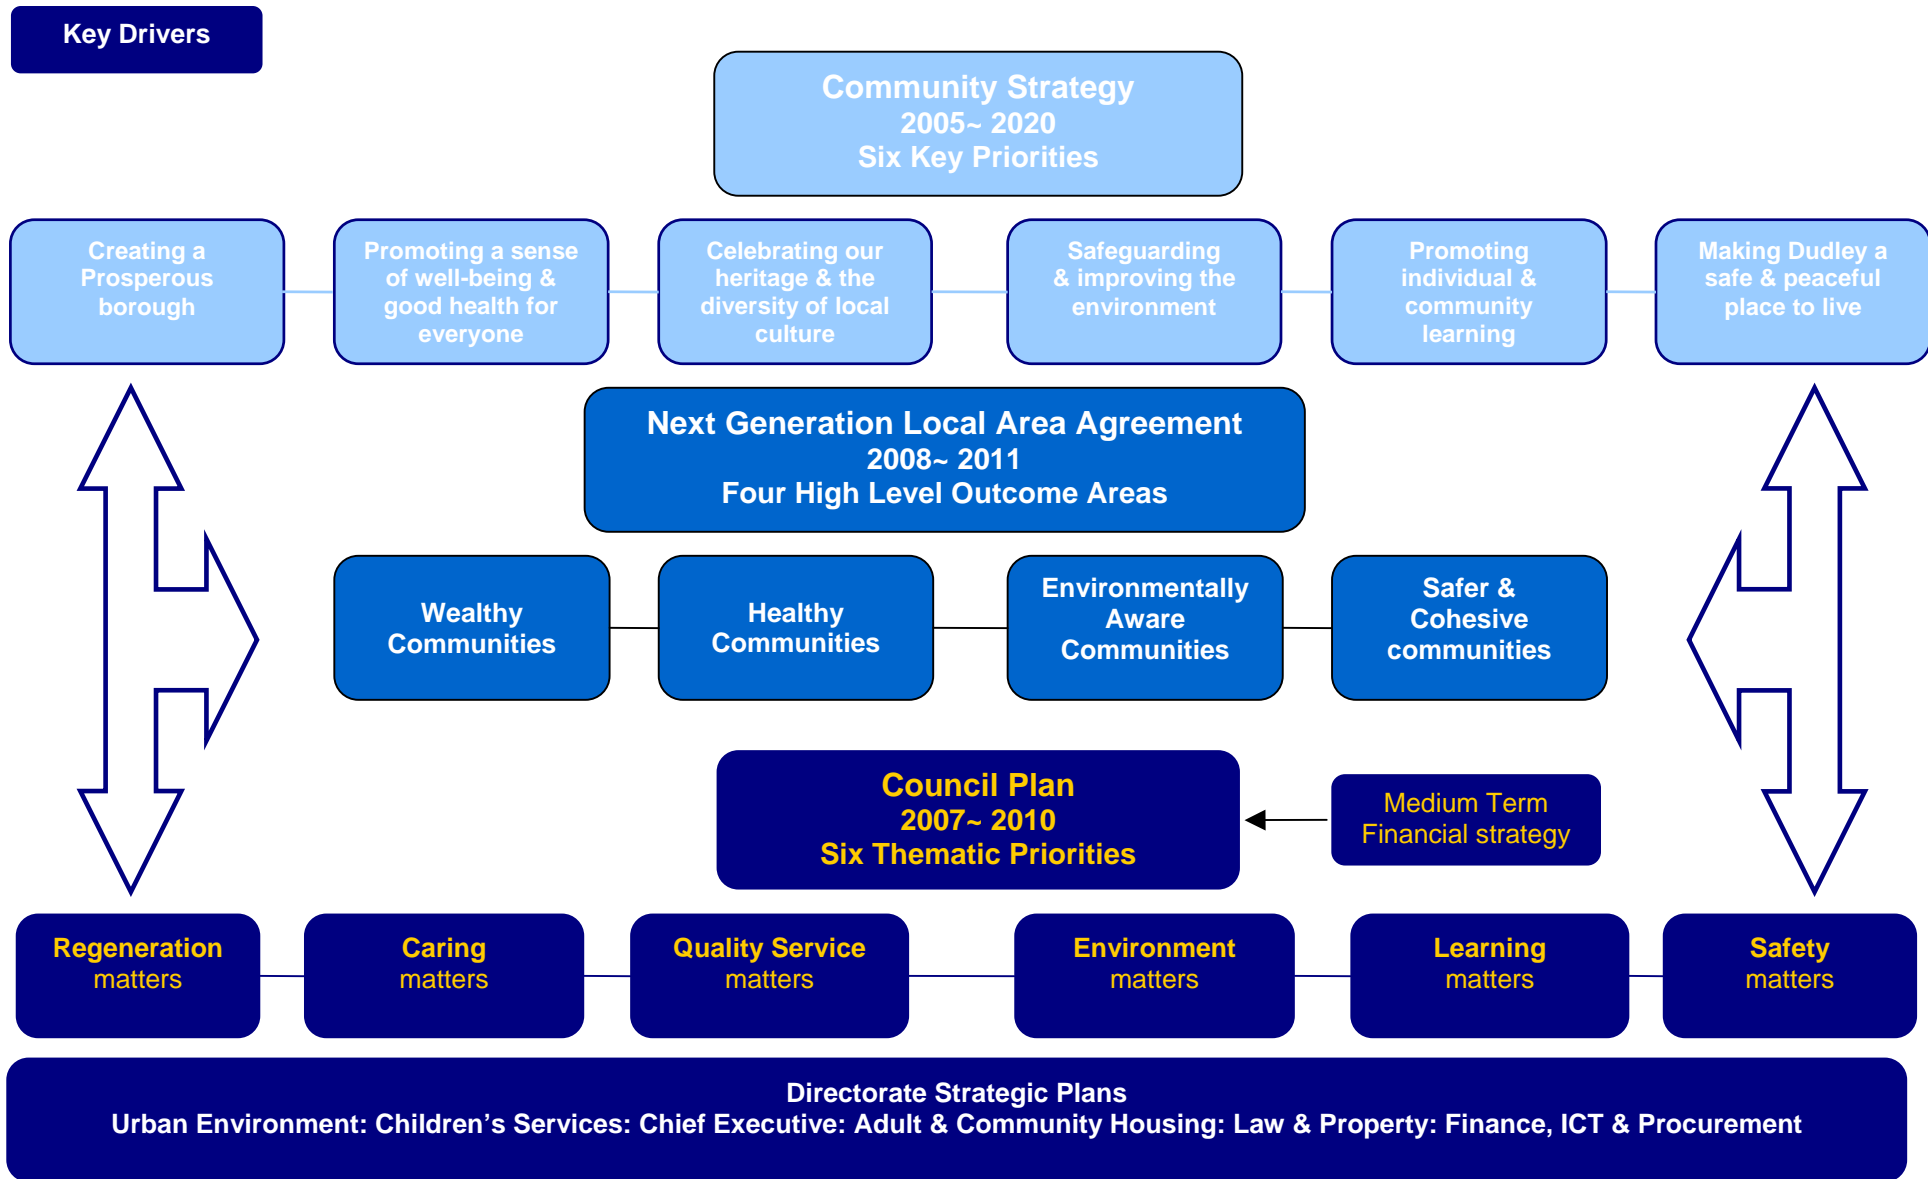 Key Drivers
Community Strategy
2005~ 2020
Six Key Priorities
Creating a
Prosperous
borough
Promoting a sense
of well-being &
good health for
everyone
Celebrating our
heritage & the
diversity of local
culture
Safeguarding
& improving the
environment
Promoting
individual &
community
learning
Making Dudley a
safe & peaceful
place to live
Next Generation Local Area Agreement
2008~ 2011
Four High Level Outcome Areas
Wealthy
Communities
Healthy
Communities
Environmentally
Aware
Communities
Safer &
Cohesive
communities
Council Plan
2007~ 2010
Six Thematic Priorities
Medium Term
Financial strategy
Regeneration
matters
Caring
matters
Quality Service
matters
Environment
matters
Learning
matters
Safety
matters
Directorate Strategic Plans
Urban Environment: Children’s Services: Chief Executive: Adult & Community Housing: Law & Property: Finance, ICT & Procurement